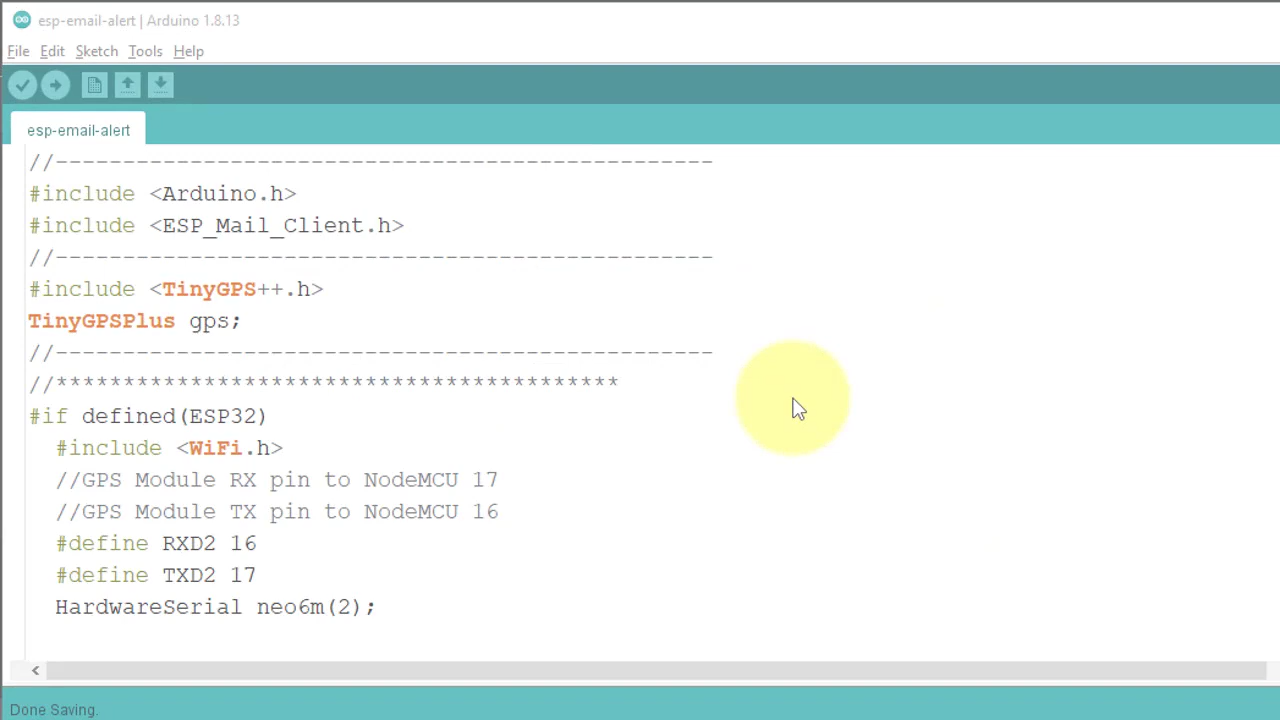 esp-email-alert | Arduino 1.8.13
File Edit Sketch Tools Help
esp-email-alert
//-------------------------------------------------
#include <Arduino.h>
#include <ESP_Mail_Client.h>
//-------------------------------------------------
#include <TinyGPS++.h>
TinyGPSPlus gps;
//-------------------------------------------------
//******************************************
#if defined(ESP32)
  #include <WiFi.h>
  //GPS Module RX pin to NodeMCU 17
  //GPS Module TX pin to NodeMCU 16
  #define RXD2 16
  #define TXD2 17
  HardwareSerial neo6m(2);
Done Saving.